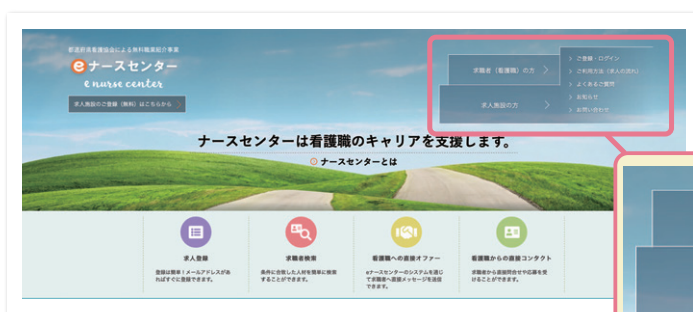 都道府県看護協会による無料職業紹介事業
eナースセンター
e nurse center
求人施設のご登録（無料）はこちらから
求職者（看護職）の方
求人施設の方
ご登録・ログイン
ご利用方法（求人の流れ）
よくあるご質問
お知らせ
お問い合わせ
ナースセンターは看護職のキャリアを支援します。
ナースセンターとは
求人登録
登録は簡単！メールアドレスがあ
ればすぐに登録できます。
求職者検索
条件に合致した人材を簡単に検索
することができます。
看護職への直接オファー
eナースセンターのシステムを通じ
て求職者へ直接メッセージを送信
できます。
看護職からの直接コンタクト
求職者から直接問合せや応募を受
けることができます。